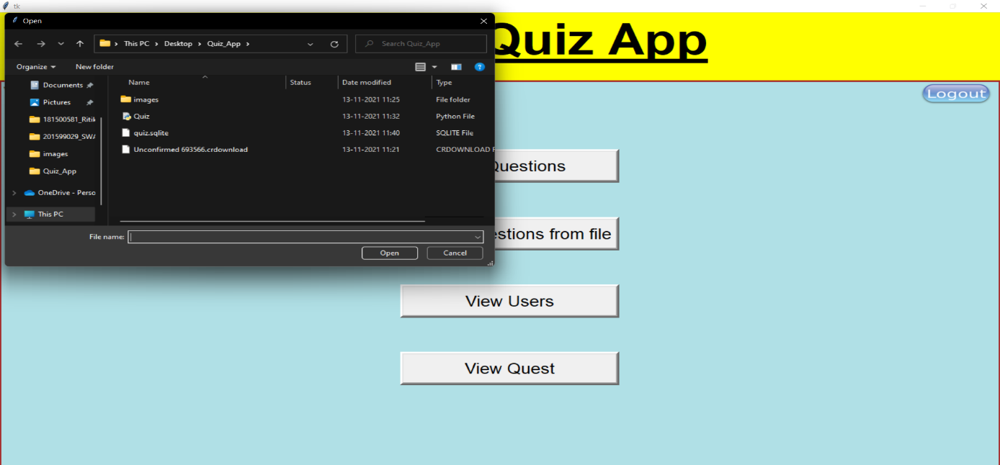 tk
Open
Quiz App
This PC > Desktop > Quiz_App >
Search Quiz_App
Logout
Organize
New folder
?
Name Status Date modified Type
Documents
Pictures
181500581_Ritik
201599029_SWA
images
Quiz_App
OneDrive - Perso
This PC
images 13-11-2021 11:25 File folder
Quiz 13-11-2021 11:32 Python File
quiz.sqlite 13-11-2021 11:40 SQLITE File
Unconfirmed 693566.crdownload 13-11-2021 11:21 CRDOWNLOAD F
File name:
Open
Cancel
Questions
estions from file
View Users
View Quest